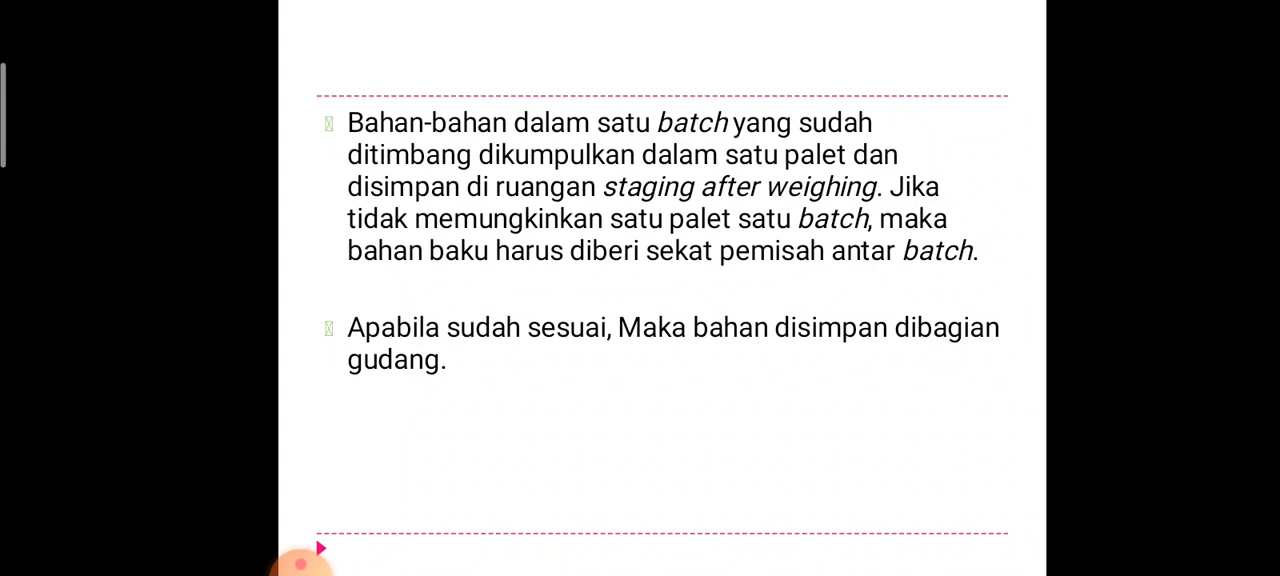 Bahan-bahan dalam satu batch yang sudah
ditimbang dikumpulkan dalam satu palet dan
disimpan di ruangan staging after weighing. Jika
tidak memungkinkan satu palet satu batch, maka
bahan baku harus diberi sekat pemisah antar batch.
Apabila sudah sesuai, Maka bahan disimpan dibagian
gudang.